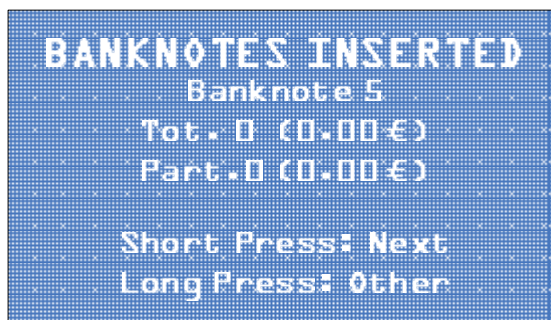 BANKNOTES INSERTED
Banknote 5
Tot. 0 (0.00€)
Part.0 (0.00€)
Short Press: Next
Long Press: Other